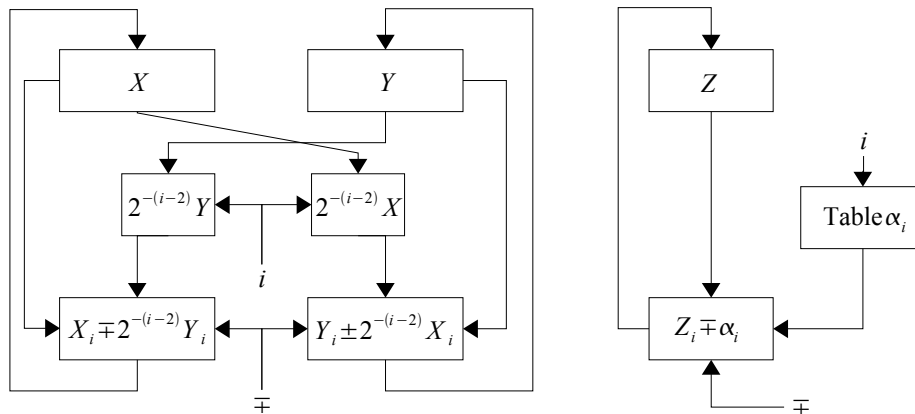 X
Y
Z
i
2^{-(i-2)} Y
2^{-(i-2)} X
Table α_i
i
X_i ∓ 2^{-(i-2)} Y_i
Y_i ± 2^{-(i-2)} X_i
Z_i ∓ α_i
∓
∓